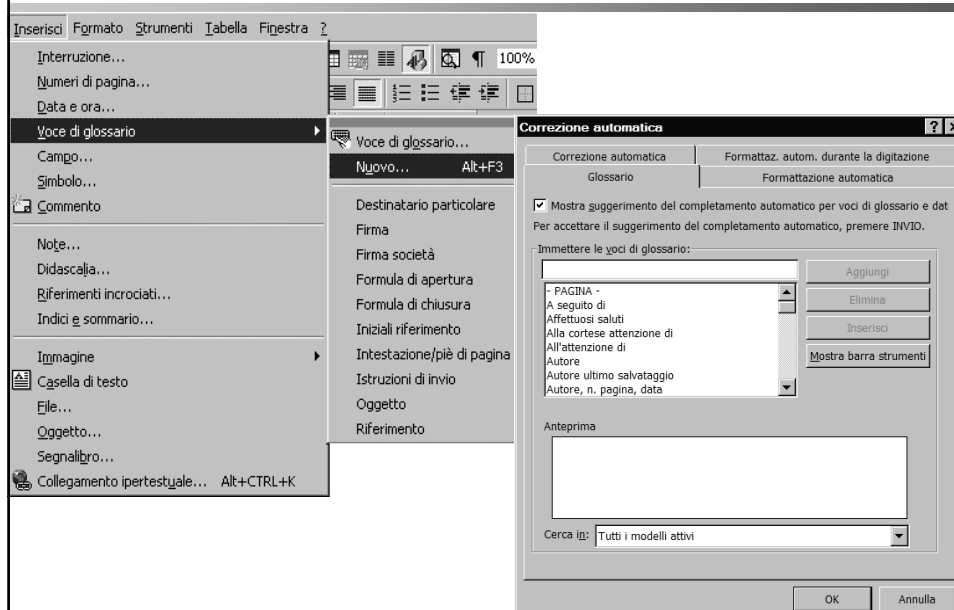 Inserisci Formato Strumenti Tabella Finestra ?
100%
Interruzione...
Numeri di pagina...
Data e ora...
Voce di glossario
Campo...
Simbolo...
Commento
Note...
Didascalia...
Riferimenti incrociati...
Indici e sommario...
Immagine
Casella di testo
File...
Oggetto...
Segnalibro...
Collegamento ipertestuale... Alt+CTRL+K
Voce di glossario...
Nuovo... Alt+F3
Destinatario particolare
Firma
Firma società
Formula di apertura
Formula di chiusura
Iniziali riferimento
Intestazione/piè di pagina
Istruzioni di invio
Oggetto
Riferimento
Correzione automatica
Correzione automatica Formattaz. autom. durante la digitazione
Glossario Formattazione automatica
Mostra suggerimento del completamento automatico per voci di glossario e dat
Per accettare il suggerimento del completamento automatico, premere INVIO.
Immettere le voci di glossario:
Aggiungi
Elimina
Inserisci
Mostra barra strumenti
- PAGINA -
A seguito di
Affettuosi saluti
Alla cortese attenzione di
All'attenzione di
Autore
Autore ultimo salvataggio
Autore, n. pagina, data
Anteprima
Cerca in: Tutti i modelli attivi
OK Annulla